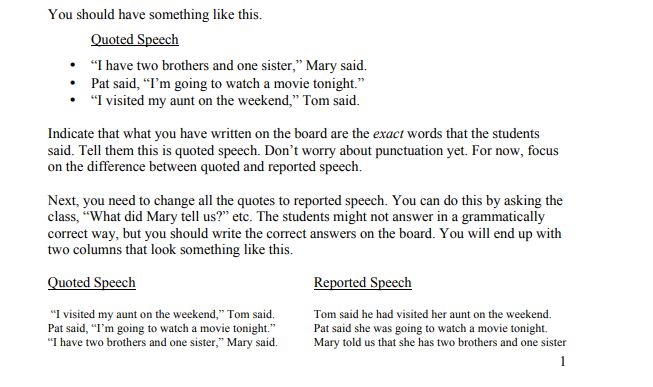 You should have something like this.
Quoted Speech
• “I have two brothers and one sister,” Mary said.
• Pat said, “I’m going to watch a movie tonight.”
• “I visited my aunt on the weekend,” Tom said.
Indicate that what you have written on the board are the exact words that the students
said. Tell them this is quoted speech. Don’t worry about punctuation yet. For now, focus
on the difference between quoted and reported speech.
Next, you need to change all the quotes to reported speech. You can do this by asking the
class, “What did Mary tell us?” etc. The students might not answer in a grammatically
correct way, but you should write the correct answers on the board. You will end up with
two columns that look something like this.
Quoted Speech
“I visited my aunt on the weekend,” Tom said.
Pat said, “I’m going to watch a movie tonight.”
“I have two brothers and one sister,” Mary said.
Reported Speech
Tom said he had visited her aunt on the weekend.
Pat said she was going to watch a movie tonight.
Mary told us that she has two brothers and one sister
1